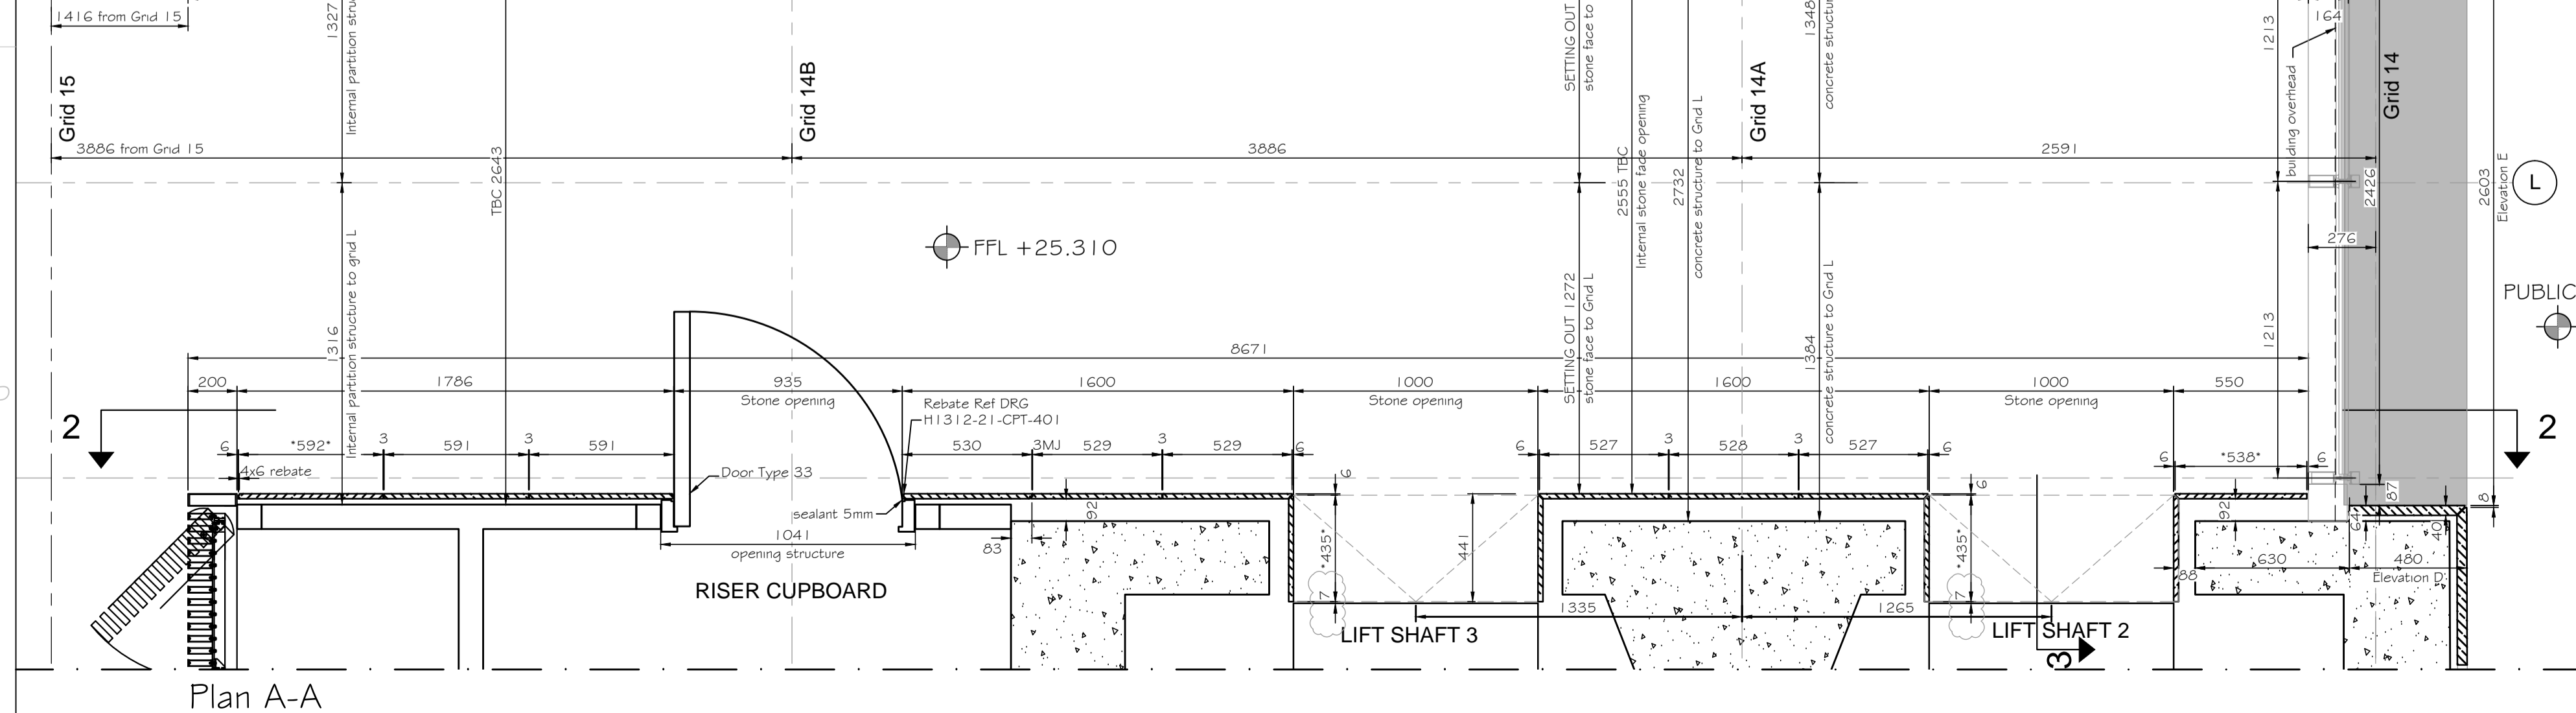 1416 from Grid 15
1327
Internal partition struc
SETTING OUT
stone face to
1348
concrete structur
1213
164
building overhead
Grid 15
Grid 14B
Grid 14A
Grid 14
3886 from Grid 15
3886
2591
TBC 2643
2555 TBC
Internal stone face opening
2732
concrete structure to Grid L
2426
2603
Elevation E
L
FFL +25.310
276
PUBLIC
1316
Internal partition structure to grid L
SETTING OUT 1272
stone face to Grid L
1384
concrete structure to Grid L
1213
8671
200
1786
935
Stone opening
1600
1000
Stone opening
1600
1000
Stone opening
550
Rebate Ref DRG
H1312-21-CPT-401
2
2
6
*592*
3
591
3
591
530
3MJ
529
3
529
6
6
527
3
528
3
527
6
6
*538*
6
4x6 rebate
Door Type 33
6
6
sealant 5mm
92
*435*
441
*435*
92
87
8
64
40
1041
opening structure
83
630
480
88
Elevation D
RISER CUPBOARD
7
7
1335
1265
LIFT SHAFT 3
LIFT SHAFT 2
3
Plan A-A